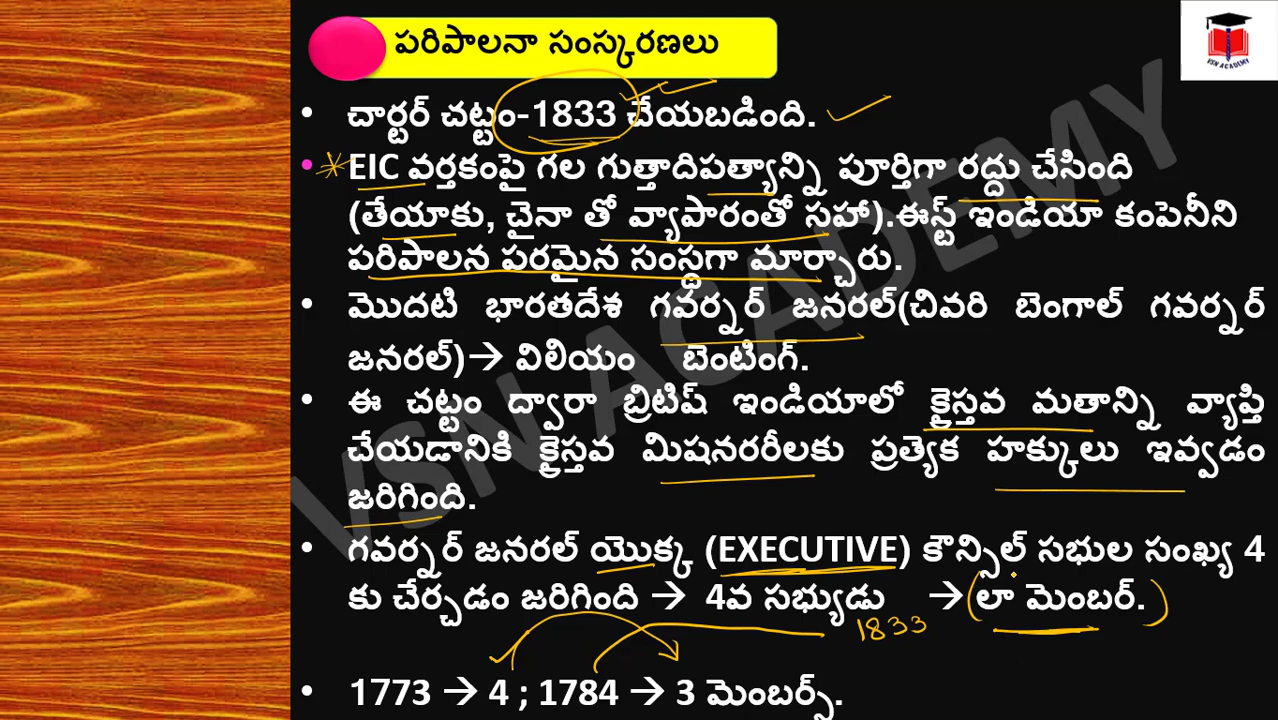 పరిపాలనా సంస్కరణలు
VSN ACADEMY
• చార్టర్ చట్టం-1833 చేయబడింది.
• * EIC వర్తకంపై గల గుత్తాదిపత్యాన్ని పూర్తిగా రద్దు చేసింది
(తేయాకు, చైనా తో వ్యాపారంతో సహా).ఈస్ట్ ఇండియా కంపెనీని
పరిపాలన పరమైన సంస్థగా మార్చారు.
• మొదటి భారతదేశ గవర్నర్ జనరల్(చివరి బెంగాల్ గవర్నర్
జనరల్)→ విలియం బెంటింగ్.
• ఈ చట్టం ద్వారా బ్రిటిష్ ఇండియాలో క్రైస్తవ మతాన్ని వ్యాప్తి
చేయడానికి క్రైస్తవ మిషనరరీలకు ప్రత్యేక హక్కులు ఇవ్వడం
జరిగింది.
• గవర్నర్ జనరల్ యొక్క (EXECUTIVE) కౌన్సిల్ సభుల సంఖ్య 4
కు చేర్చడం జరిగింది → 4వ సభ్యుడు → (లా మెంబర్.)
1833
• 1773 → 4 ; 1784 → 3 మెంబర్స్.
VSN ACADEMY